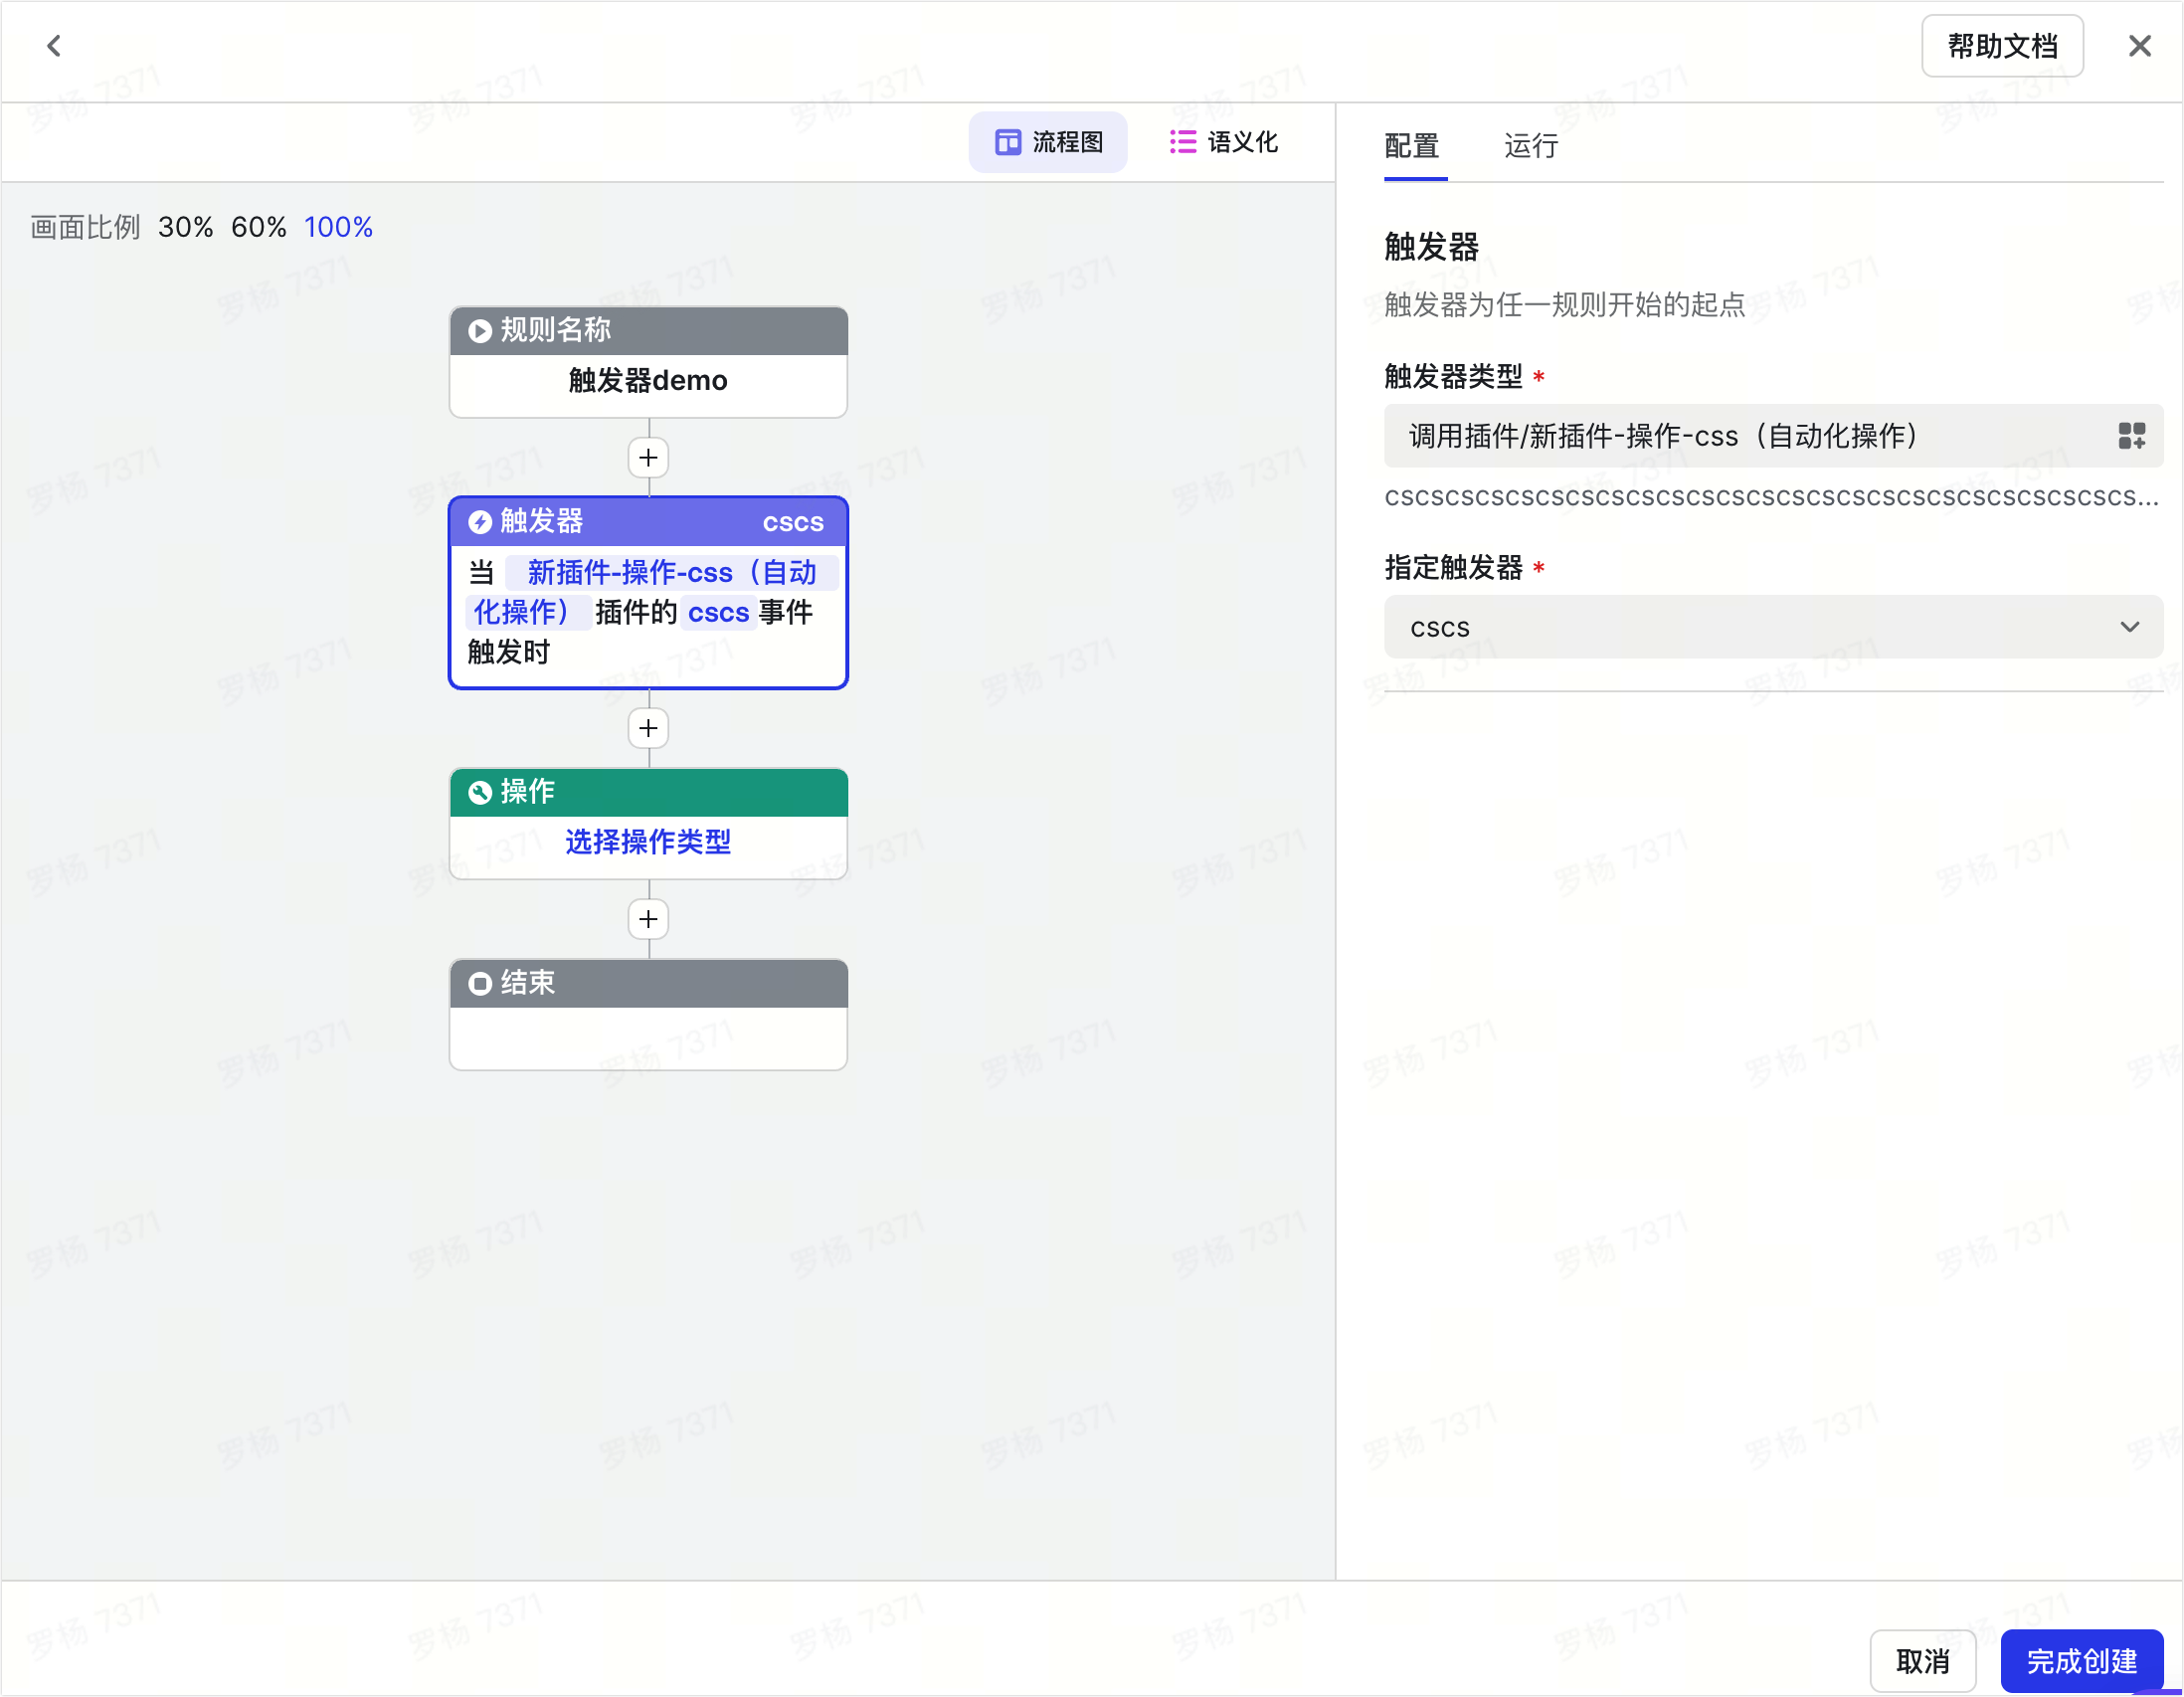 帮助文档
流程图 语义化
画面比例 30% 60% 100%
规则名称
触发器demo
触发器 cscs
当 新插件-操作-css（自动
化操作） 插件的 cscs 事件
触发时
操作
选择操作类型
结束
配置 运行
触发器
触发器为任一规则开始的起点
触发器类型 *
调用插件/新插件-操作-css（自动化操作）
cscscscscscscscscscscscscscscscscscscscscscscscscscs...
指定触发器 *
cscs
取消 完成创建
罗杨 7371